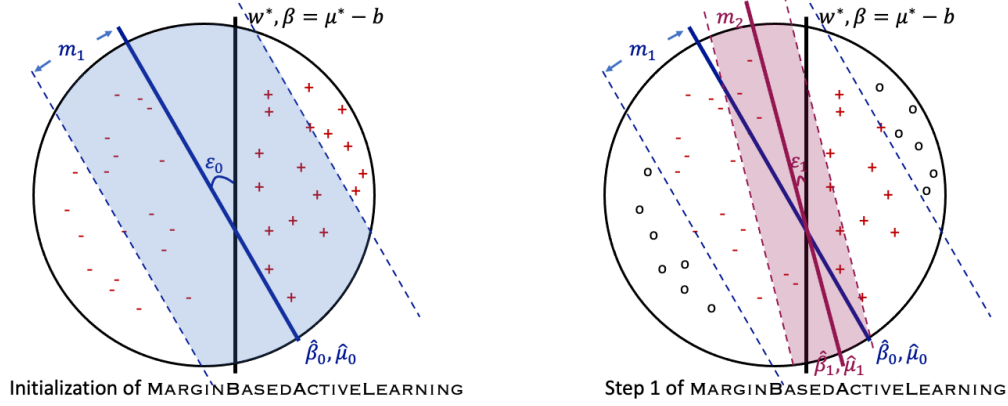 w*, β = μ* − b
m₁
ε₀
β̂₀, μ̂₀
Initialization of MARGINBASEDACTIVELEARNING
m₂
w*, β = μ* − b
m₁
ε₁
β̂₁, μ̂₁
β̂₀, μ̂₀
Step 1 of MARGINBASEDACTIVELEARNING